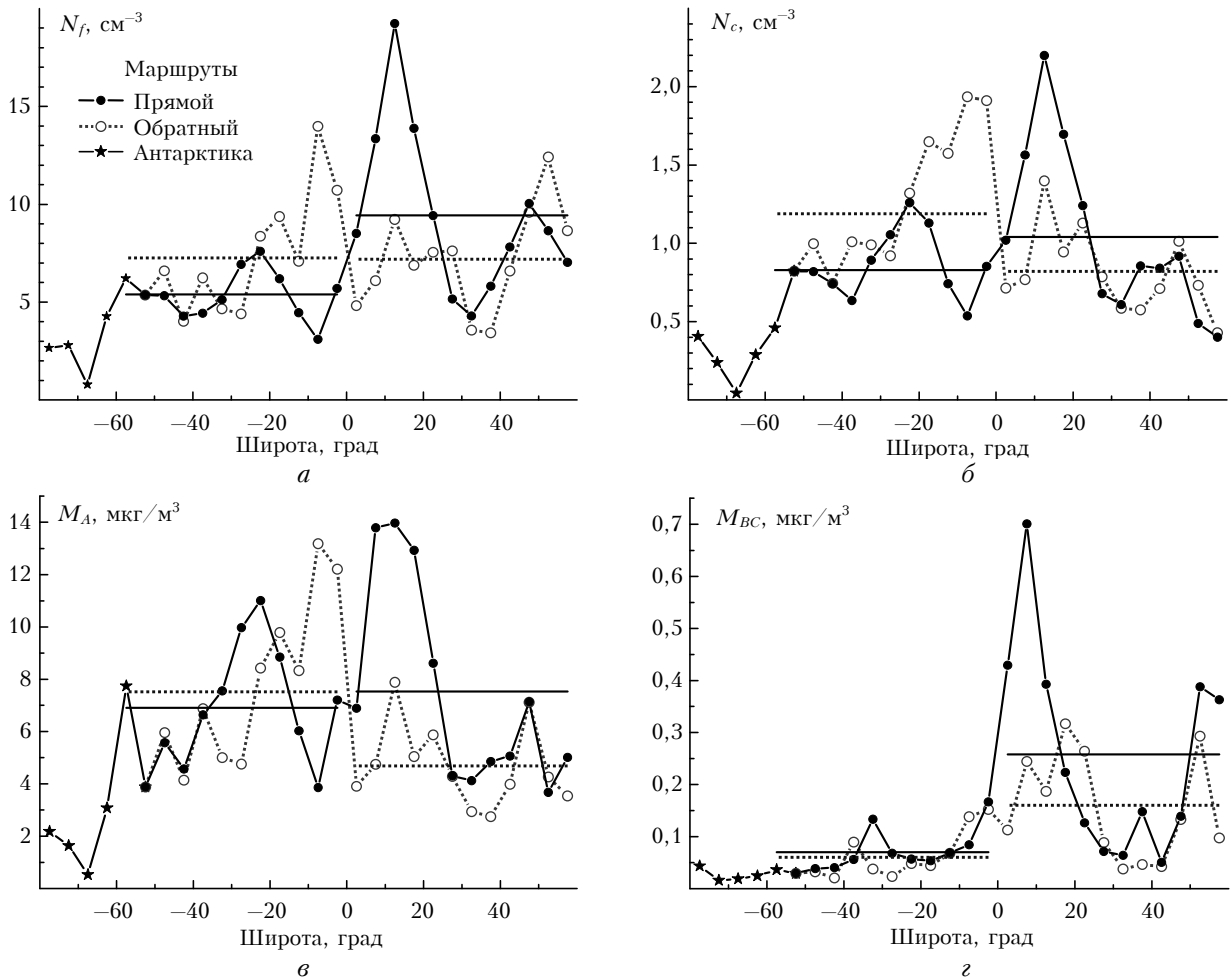 N_f, см⁻³
Маршруты
Прямой
Обратный
Антарктика
15
10
5
−60 −40 −20 0 20 40
Широта, град
а
N_c, см⁻³
2,0
1,5
1,0
0,5
−60 −40 −20 0 20 40
Широта, град
б
M_A, мкг/м³
14
12
10
8
6
4
2
−60 −40 −20 0 20 40
Широта, град
в
M_BC, мкг/м³
0,7
0,6
0,5
0,4
0,3
0,2
0,1
−60 −40 −20 0 20 40
Широта, град
г